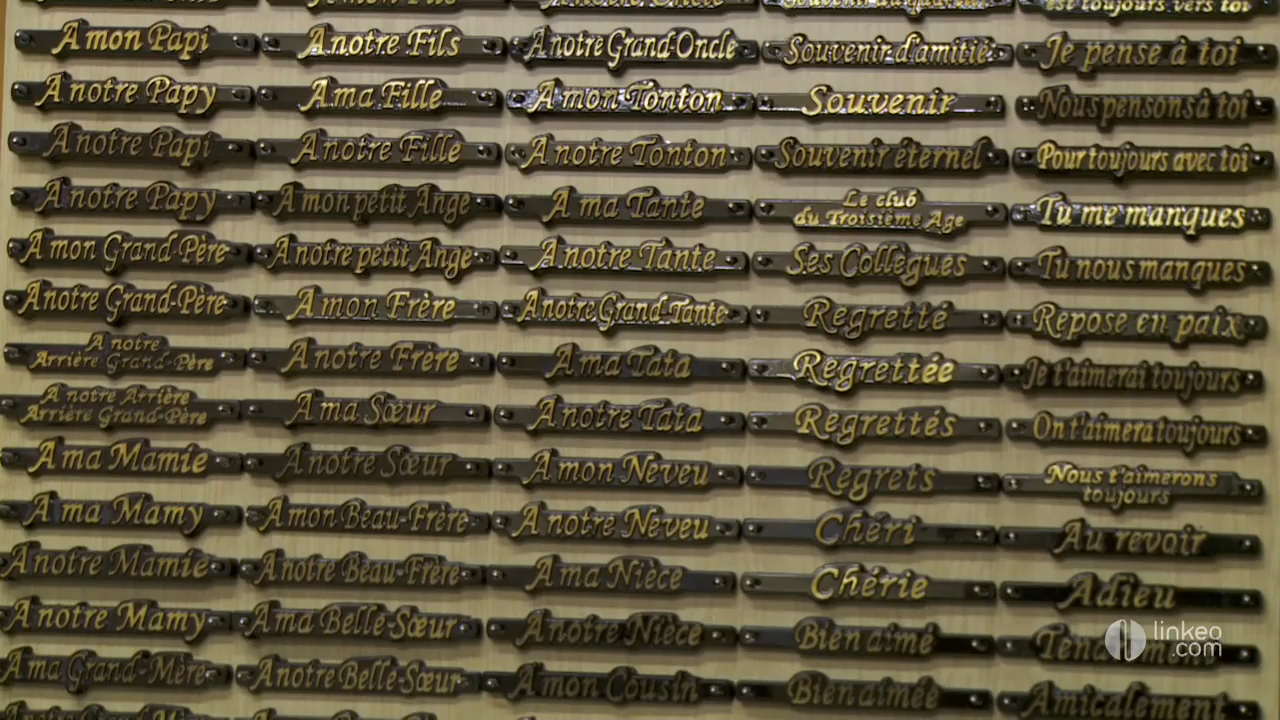 A mon Papi
A notre Papy
A notre Papi
A notre Papy
A mon Grand-Père
A notre Grand-Père
A notre
Arrière Grand-Père
A notre Arrière
Arrière Grand-Père
A ma Mamie
A ma Mamy
A notre Mamie
A notre Mamy
A ma Grand-Mère
A notre Fils
A ma Fille
A notre Fille
A mon petit Ange
A notre petit Ange
A mon Frère
A notre Frère
A ma Sœur
A notre Sœur
A mon Beau-Frère
A notre Beau-Frère
A ma Belle-Sœur
A notre Belle-Sœur
A notre Grand-Oncle
A mon Tonton
A notre Tonton
A ma Tante
A notre Tante
A notre Grand-Tante
A ma Tata
A notre Tata
A mon Neveu
A notre Neveu
A ma Nièce
A notre Nièce
A mon Cousin
Souvenir d'amitié
Souvenir
Souvenir éternel
Le club
du Troisième Age
Ses Collègues
Regretté
Regrettée
Regrettés
Regrets
Chéri
Chérie
Bien aimé
Bien aimée
est toujours vers toi
Je pense à toi
Nous pensons à toi
Pour toujours avec toi
Tu me manques
Tu nous manques
Repose en paix
Je t'aimerai toujours
On t'aimera toujours
Nous t'aimerons
toujours
Au revoir
Adieu
Amicalement
linkeo
.com